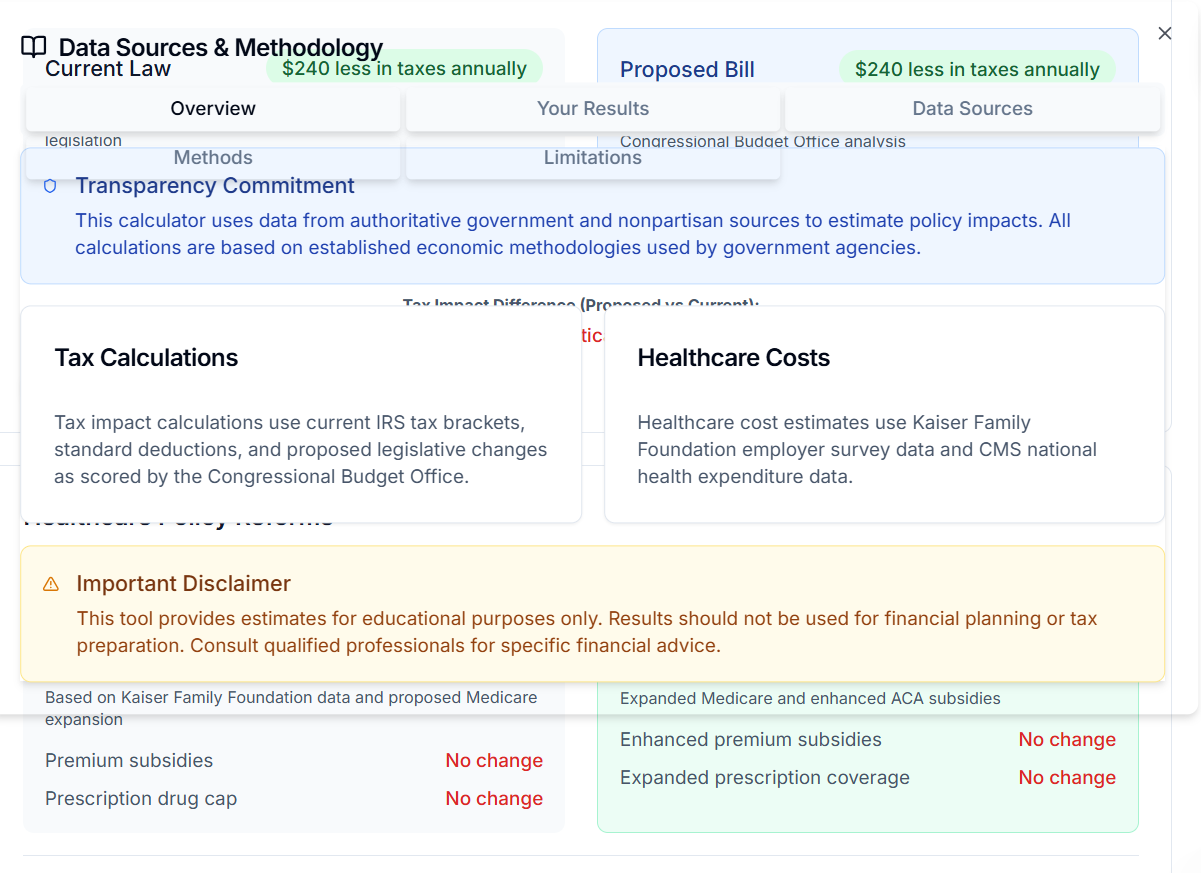 Data Sources & Methodology
Current Law
$240 less in taxes annually
Proposed Bill
$240 less in taxes annually
Overview
Your Results
Data Sources
legislation
Congressional Budget Office analysis
Methods
Limitations
Transparency Commitment
This calculator uses data from authoritative government and nonpartisan sources to estimate policy impacts. All
calculations are based on established economic methodologies used by government agencies.
Tax Impact Difference (Proposed vs Current):
tic
Tax Calculations
Tax impact calculations use current IRS tax brackets,
standard deductions, and proposed legislative changes
as scored by the Congressional Budget Office.
Healthcare Costs
Healthcare cost estimates use Kaiser Family
Foundation employer survey data and CMS national
health expenditure data.
Healthcare Policy Reforms
Important Disclaimer
This tool provides estimates for educational purposes only. Results should not be used for financial planning or tax
preparation. Consult qualified professionals for specific financial advice.
Based on Kaiser Family Foundation data and proposed Medicare
expansion
Premium subsidies
No change
Prescription drug cap
No change
Expanded Medicare and enhanced ACA subsidies
Enhanced premium subsidies
No change
Expanded prescription coverage
No change